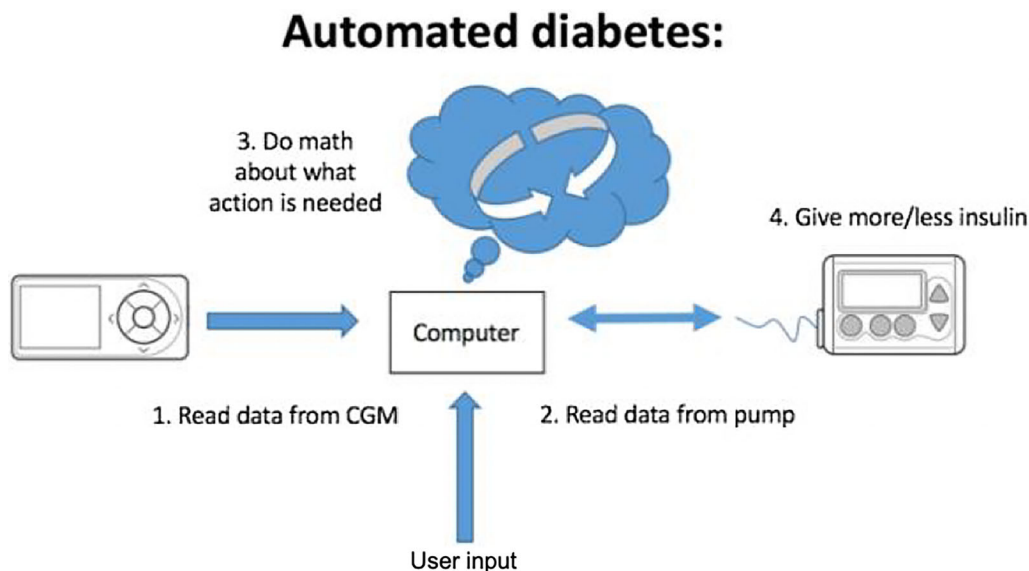 Automated diabetes:
3. Do math
about what
action is needed
4. Give more/less insulin
Computer
1. Read data from CGM
2. Read data from pump
User input